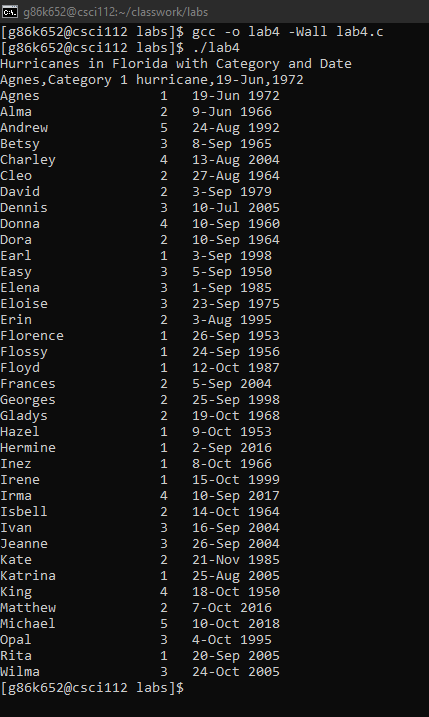 g86k652@csci112:~/classwork/labs
[g86k652@csci112 labs]$ gcc -o lab4 -Wall lab4.c
[g86k652@csci112 labs]$ ./lab4
Hurricanes in Florida with Category and Date
Agnes,Category 1 hurricane,19-Jun,1972
Agnes               1   19-Jun 1972
Alma                2   9-Jun 1966
Andrew              5   24-Aug 1992
Betsy               3   8-Sep 1965
Charley             4   13-Aug 2004
Cleo                2   27-Aug 1964
David               2   3-Sep 1979
Dennis              3   10-Jul 2005
Donna               4   10-Sep 1960
Dora                2   10-Sep 1964
Earl                1   3-Sep 1998
Easy                3   5-Sep 1950
Elena               3   1-Sep 1985
Eloise              3   23-Sep 1975
Erin                2   3-Aug 1995
Florence            1   26-Sep 1953
Flossy              1   24-Sep 1956
Floyd               1   12-Oct 1987
Frances             2   5-Sep 2004
Georges             2   25-Sep 1998
Gladys              2   19-Oct 1968
Hazel               1   9-Oct 1953
Hermine             1   2-Sep 2016
Inez                1   8-Oct 1966
Irene               1   15-Oct 1999
Irma                4   10-Sep 2017
Isbell              2   14-Oct 1964
Ivan                3   16-Sep 2004
Jeanne              3   26-Sep 2004
Kate                2   21-Nov 1985
Katrina             1   25-Aug 2005
King                4   18-Oct 1950
Matthew             2   7-Oct 2016
Michael             5   10-Oct 2018
Opal                3   4-Oct 1995
Rita                1   20-Sep 2005
Wilma               3   24-Oct 2005
[g86k652@csci112 labs]$